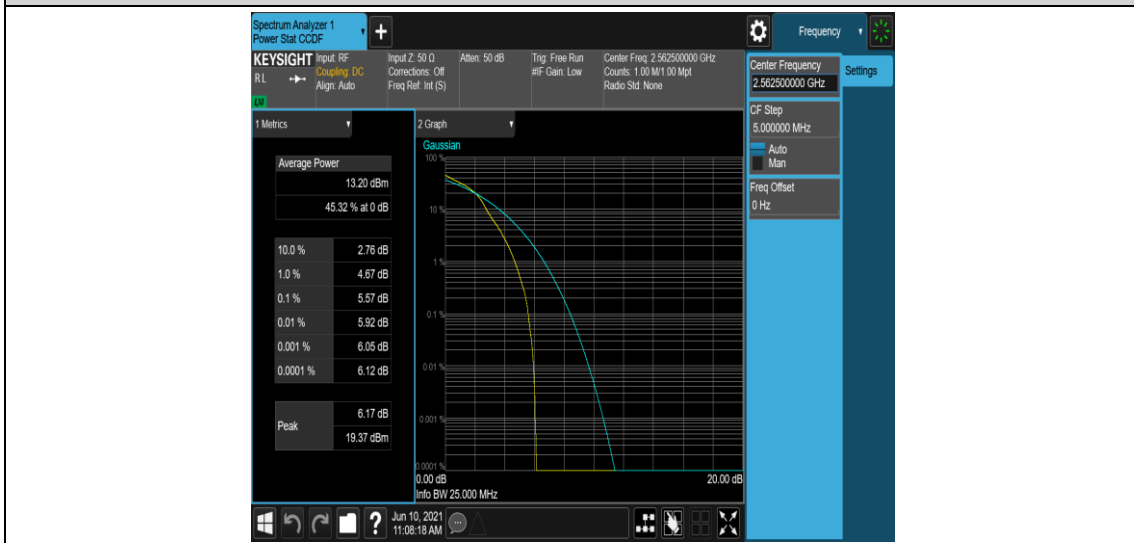 Spectrum Analyzer 1
Power Stat CCDF
Frequency
KEYSIGHT
RL
LXI
Input: RF
Coupling: DC
Align: Auto
Input Z: 50 Ω
Corrections: Off
Freq Ref: Int (S)
Atten: 50 dB
Trig: Free Run
#IF Gain: Low
Center Freq: 2.562500000 GHz
Counts: 1.00 M/1.00 Mpt
Radio Std: None
Center Frequency
2.562500000 GHz
Settings
CF Step
5.000000 MHz
Auto
Man
Freq Offset
0 Hz
1 Metrics
Average Power
13.20 dBm
45.32 % at 0 dB
10.0 % 2.76 dB
1.0 % 4.67 dB
0.1 % 5.57 dB
0.01 % 5.92 dB
0.001 % 6.05 dB
0.0001 % 6.12 dB
Peak
6.17 dB
19.37 dBm
2 Graph
Gaussian
100 %
10 %
1 %
0.1 %
0.01 %
0.001 %
0.0001 %
0.00 dB 20.00 dB
Info BW 25.000 MHz
?
Jun 10, 2021
11:08:18 AM